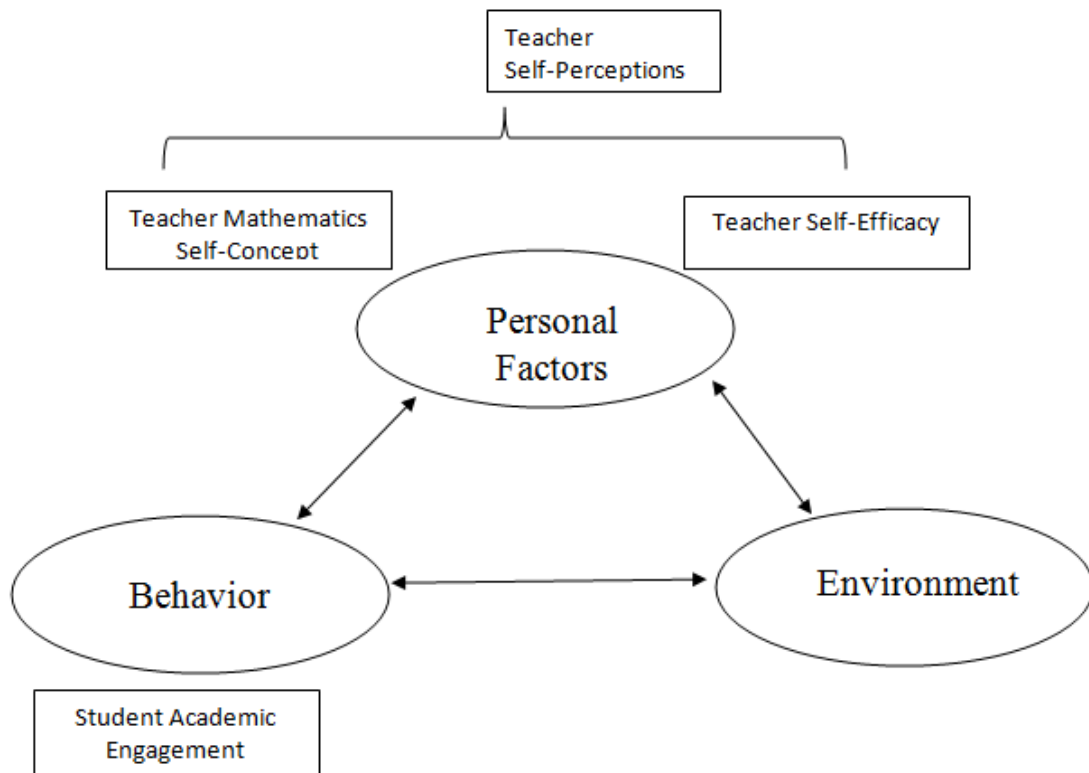 Teacher
Self-Perceptions
Teacher Mathematics
Self-Concept
Teacher Self-Efficacy
Personal
Factors
Behavior
Environment
Student Academic
Engagement